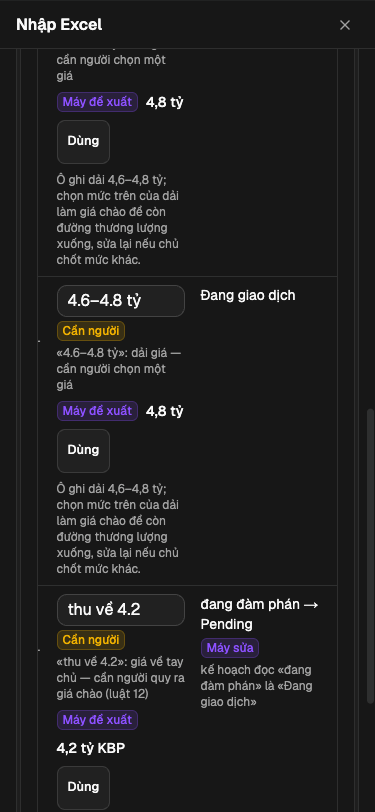 Nhập Excel
cần người chọn một
giá
Máy đề xuất 4,8 tỷ
Dùng
Ô ghi dải 4,6–4,8 tỷ;
chọn mức trên của dải
làm giá chào để còn
đường thương lượng
xuống, sửa lại nếu chủ
chốt mức khác.
4.6–4.8 tỷ Đang giao dịch
Cần người
«4.6–4.8 tỷ»: dải giá —
cần người chọn một
giá
Máy đề xuất 4,8 tỷ
Dùng
Ô ghi dải 4,6–4,8 tỷ;
chọn mức trên của dải
làm giá chào để còn
đường thương lượng
xuống, sửa lại nếu chủ
chốt mức khác.
thu về 4.2
Cần người
«thu về 4.2»: giá về tay
chủ — cần người quy ra
giá chào (luật 12)
Máy đề xuất
4,2 tỷ KBP
Dùng
đang đàm phán →
Pending
Máy sửa
kế hoạch đọc «đang
đàm phán» là «Đang
giao dịch»